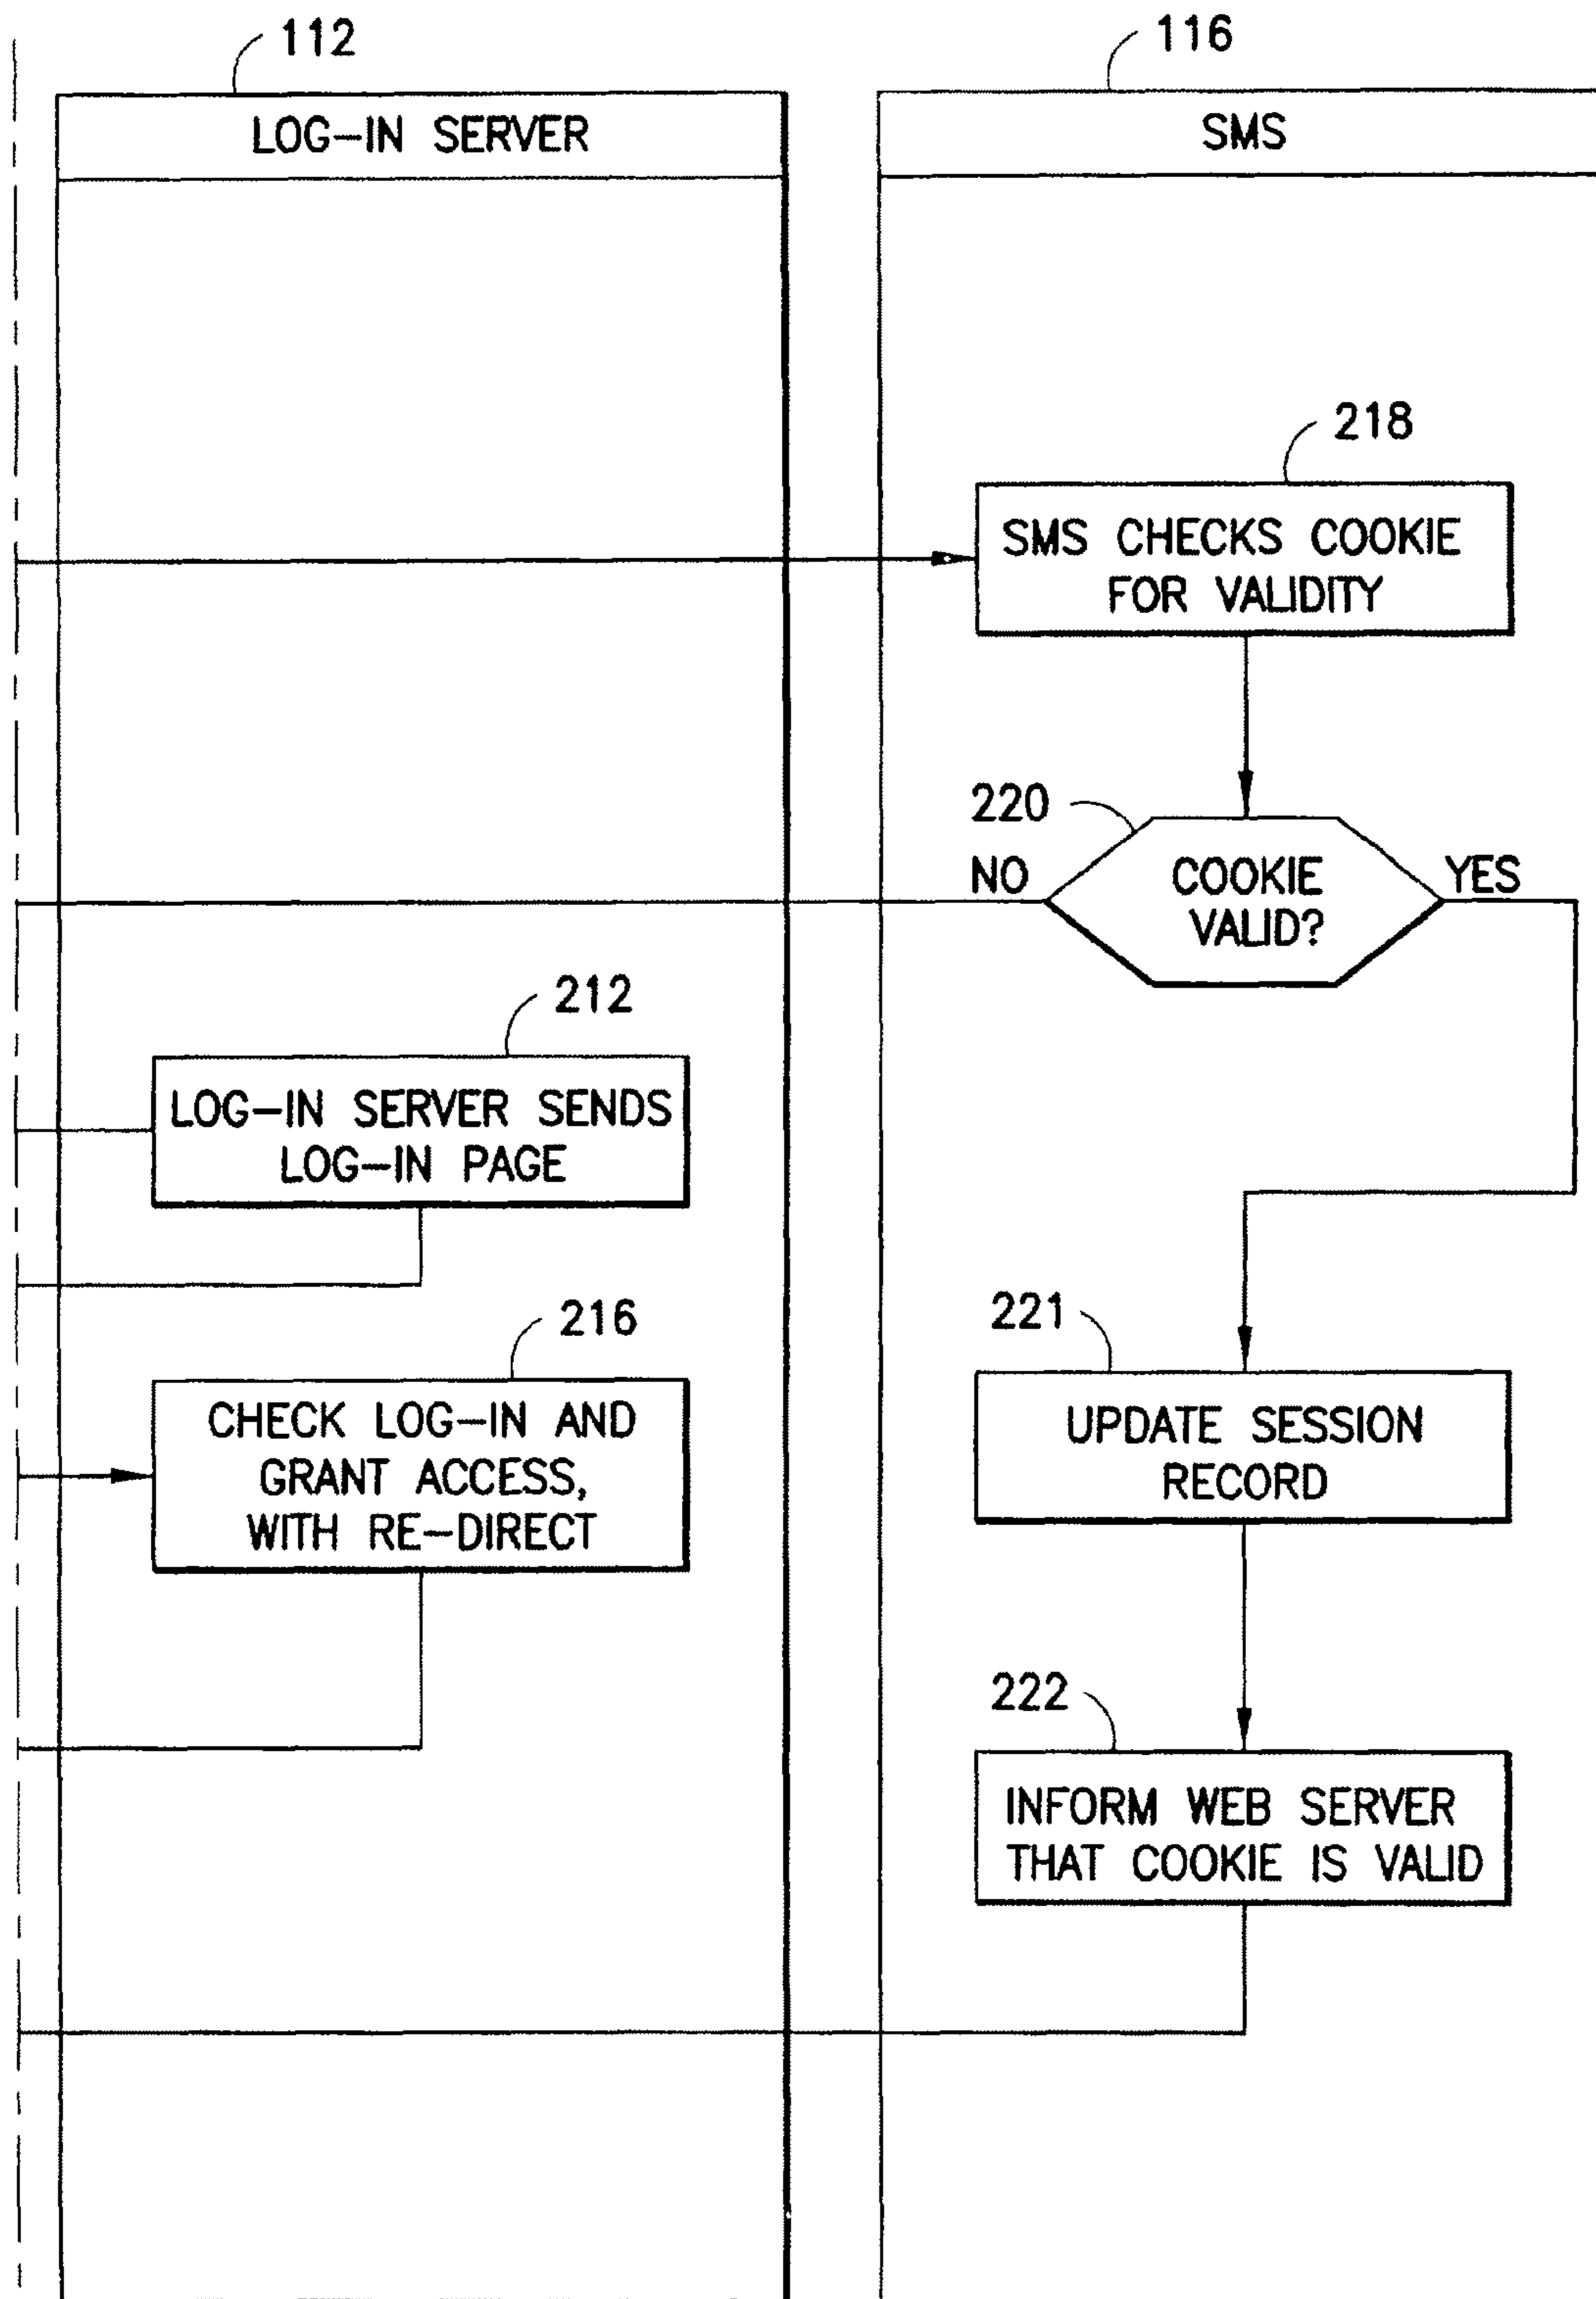 112
LOG-IN SERVER
116
SMS
218
SMS CHECKS COOKIE
FOR VALIDITY
220
NO
COOKIE
VALID?
YES
212
LOG-IN SERVER SENDS
LOG-IN PAGE
216
CHECK LOG-IN AND
GRANT ACCESS,
WITH RE-DIRECT
221
UPDATE SESSION
RECORD
222
INFORM WEB SERVER
THAT COOKIE IS VALID